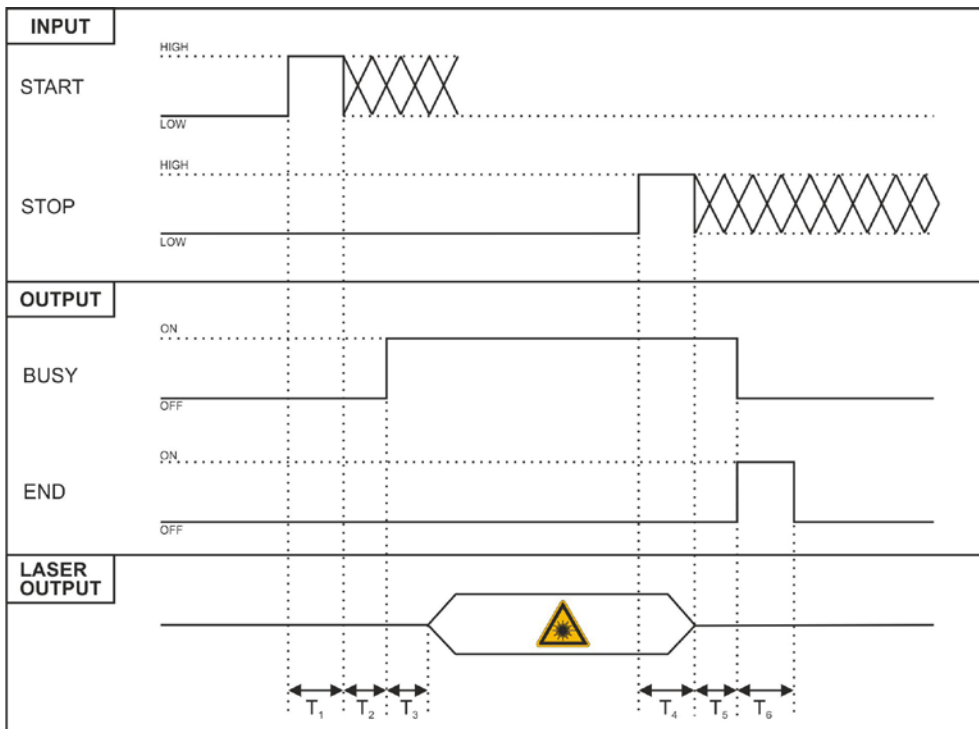 INPUT
HIGH
START
LOW
HIGH
STOP
LOW
OUTPUT
ON
BUSY
OFF
ON
END
OFF
LASER
OUTPUT
T₁ T₂ T₃ T₄ T₅ T₆